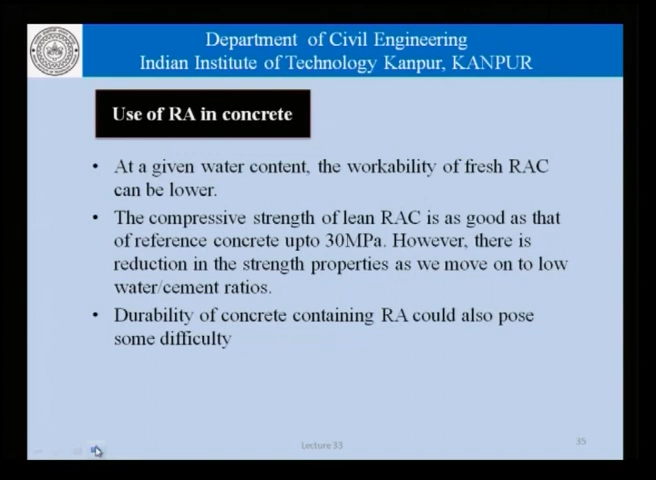 Department of Civil Engineering
Indian Institute of Technology Kanpur, KANPUR
Use of RA in concrete
• At a given water content, the workability of fresh RAC
can be lower.
• The compressive strength of lean RAC is as good as that
of reference concrete upto 30MPa. However, there is
reduction in the strength properties as we move on to low
water/cement ratios.
• Durability of concrete containing RA could also pose
some difficulty
Lecture 33
35